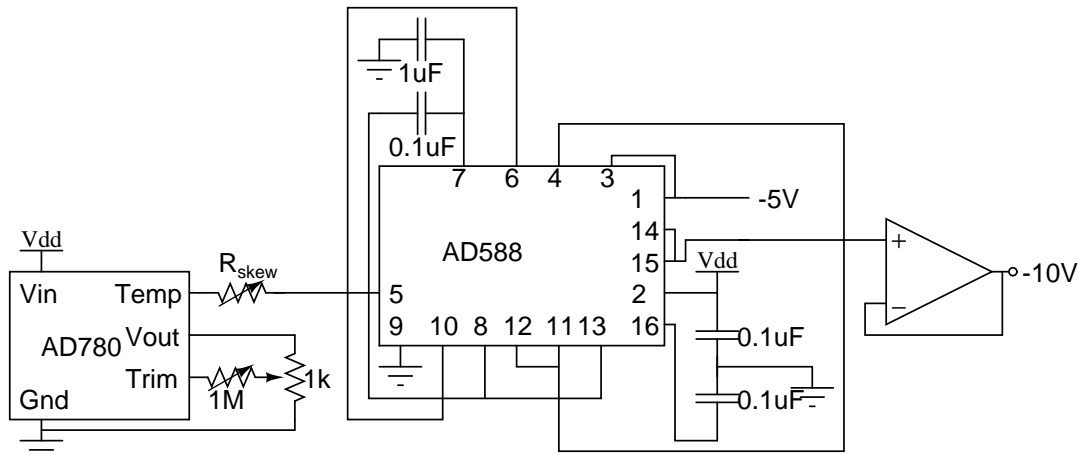 1uF
0.1uF
7 6 4 3
1
-5V
14
AD588
15
Vdd
Vdd
-10V
+
−
Rskew
Vin
Temp
5
2
9 10 8 12 11 13
16
Vout
AD780
0.1uF
Trim
1M
1k
Gnd
0.1uF